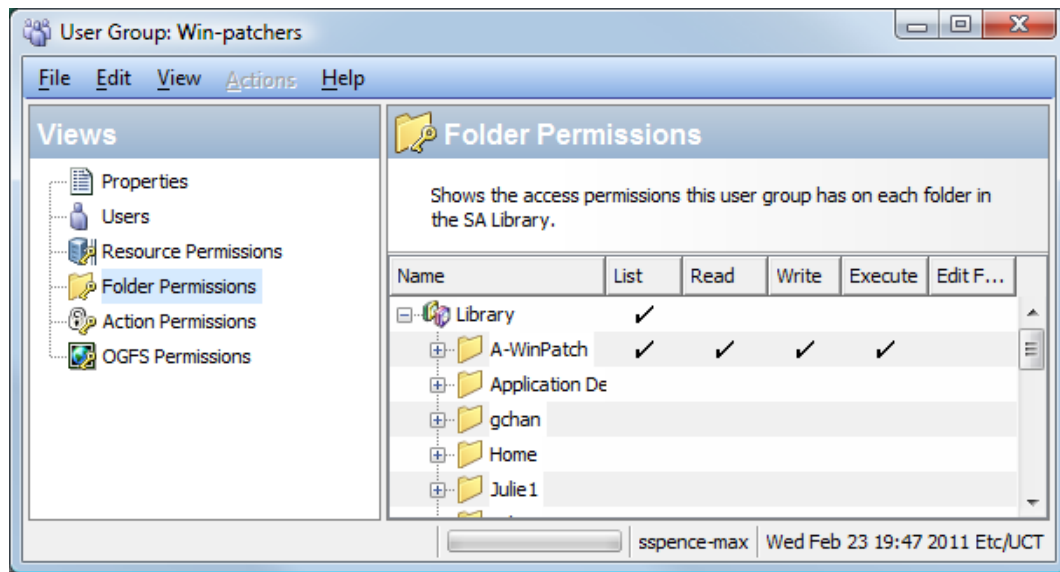 User Group: Win-patchers
File Edit View Actions Help
Views
Properties
Users
Resource Permissions
Folder Permissions
Action Permissions
OGFS Permissions
Folder Permissions
Shows the access permissions this user group has on each folder in
the SA Library.
Name List Read Write Execute Edit F...
Library ✓
A-WinPatch ✓ ✓ ✓ ✓
Application De
gchan
Home
Julie1
sspence-max Wed Feb 23 19:47 2011 Etc/UCT